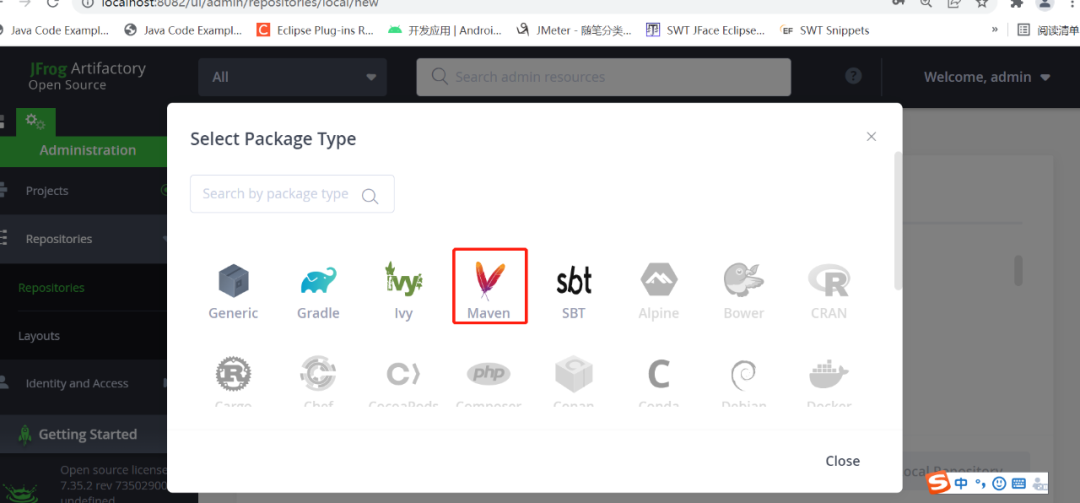 localhost:8082/ui/admin/repositories/local/new
Java Code Exampl... Java Code Exampl... Eclipse Plug-ins R... 开发应用 | Androi... JMeter - 随笔分类... SWT JFace Eclipse... EF SWT Snippets » 阅读清单
JFrog Artifactory
Open Source
All
Search admin resources
?
Welcome, admin
Administration
Projects
Repositories
Repositories
Layouts
Identity and Access
Getting Started
Open source license
7.35.2 rev 73502900
undefined
Select Package Type
×
Search by package type
Generic Gradle Ivy Maven SBT Alpine Bower CRAN
Cargo Chef CocoaPods Composer Conan Conda Debian Docker
Close
ocal Repository
中